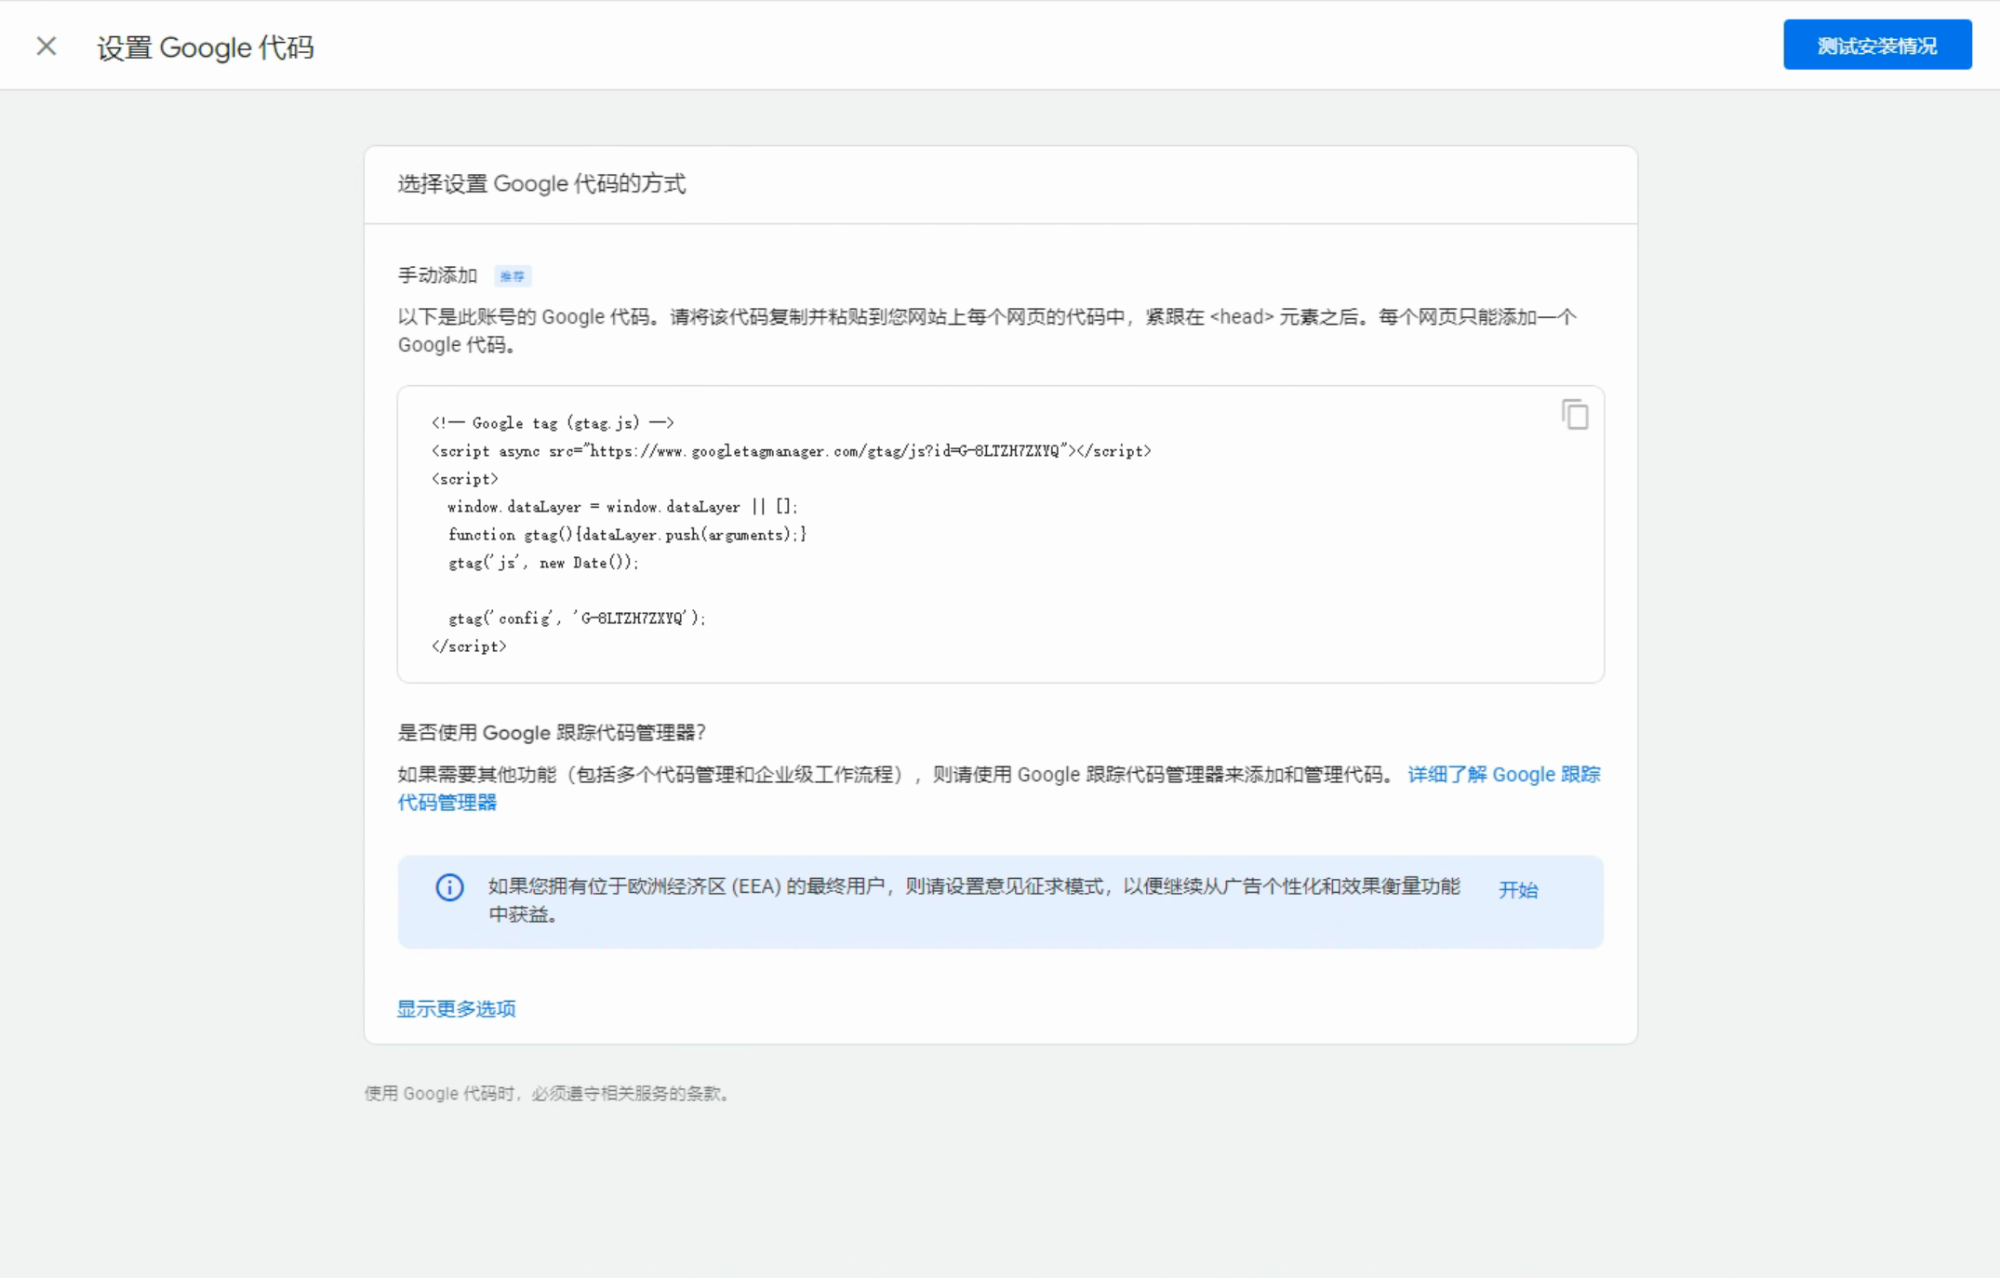 设置 Google 代码
测试安装情况
选择设置 Google 代码的方式
手动添加 推荐
以下是此账号的 Google 代码。请将该代码复制并粘贴到您网站上每个网页的代码中，紧跟在 <head> 元素之后。每个网页只能添加一个
Google 代码。
<!-- Google tag (gtag.js) -->
<script async src="https://www.googletagmanager.com/gtag/js?id=G-8LTZH7ZXYQ"></script>
<script>
  window.dataLayer = window.dataLayer || [];
  function gtag(){dataLayer.push(arguments);}
  gtag('js', new Date());
  gtag('config', 'G-8LTZH7ZXYQ');
</script>
是否使用 Google 跟踪代码管理器？
如果需要其他功能（包括多个代码管理和企业级工作流程），则请使用 Google 跟踪代码管理器来添加和管理代码。 详细了解 Google 跟踪
代码管理器
如果您拥有位于欧洲经济区 (EEA) 的最终用户，则请设置意见征求模式，以便继续从广告个性化和效果衡量功能
中获益。
开始
显示更多选项
使用 Google 代码时，必须遵守相关服务的条款。